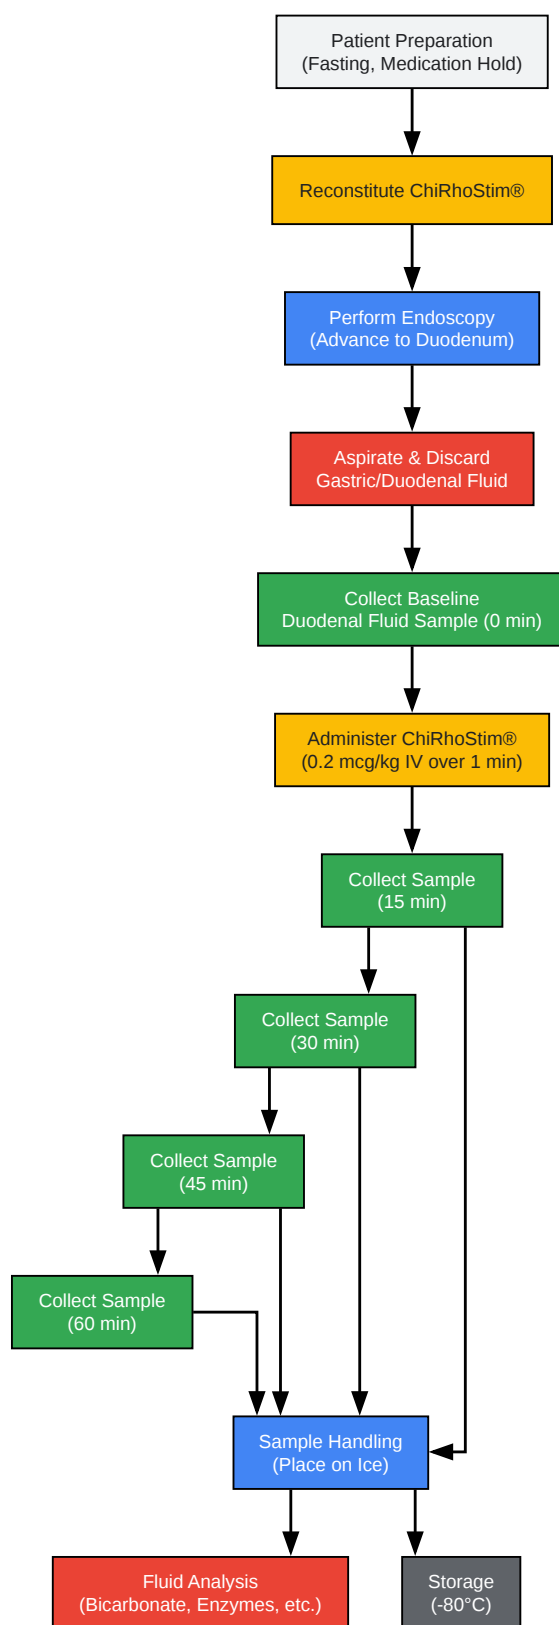 Patient Preparation
(Fasting, Medication Hold)
Reconstitute ChiRhoStim®
Perform Endoscopy
(Advance to Duodenum)
Aspirate & Discard
Gastric/Duodenal Fluid
Collect Baseline
Duodenal Fluid Sample (0 min)
Administer ChiRhoStim®
(0.2 mcg/kg IV over 1 min)
Collect Sample
(15 min)
Collect Sample
(30 min)
Collect Sample
(45 min)
Collect Sample
(60 min)
Sample Handling
(Place on Ice)
Fluid Analysis
(Bicarbonate, Enzymes, etc.)
Storage
(-80°C)